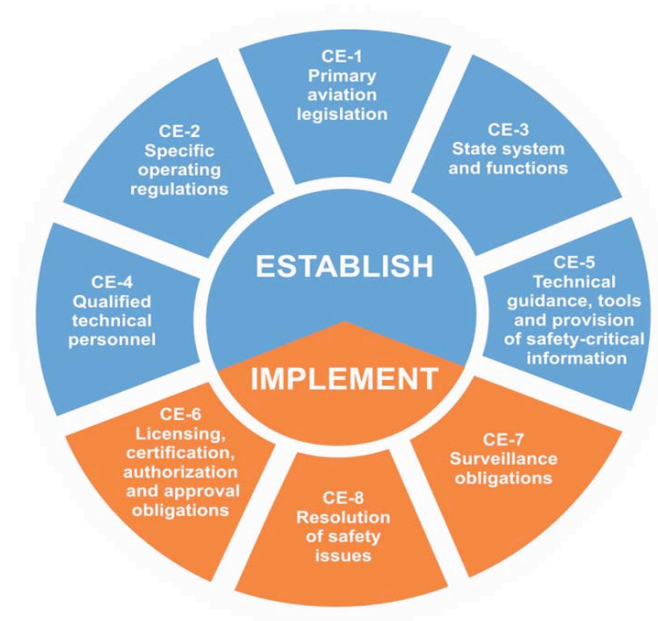 CE-1
Primary
aviation
legislation
CE-2
Specific
operating
regulations
CE-3
State system
and functions
ESTABLISH
CE-4
Qualified
technical
personnel
CE-5
Technical
guidance, tools
and provision
of safety-critical
information
IMPLEMENT
CE-6
Licensing,
certification,
authorization
and approval
obligations
CE-7
Surveillance
obligations
CE-8
Resolution
of safety
issues